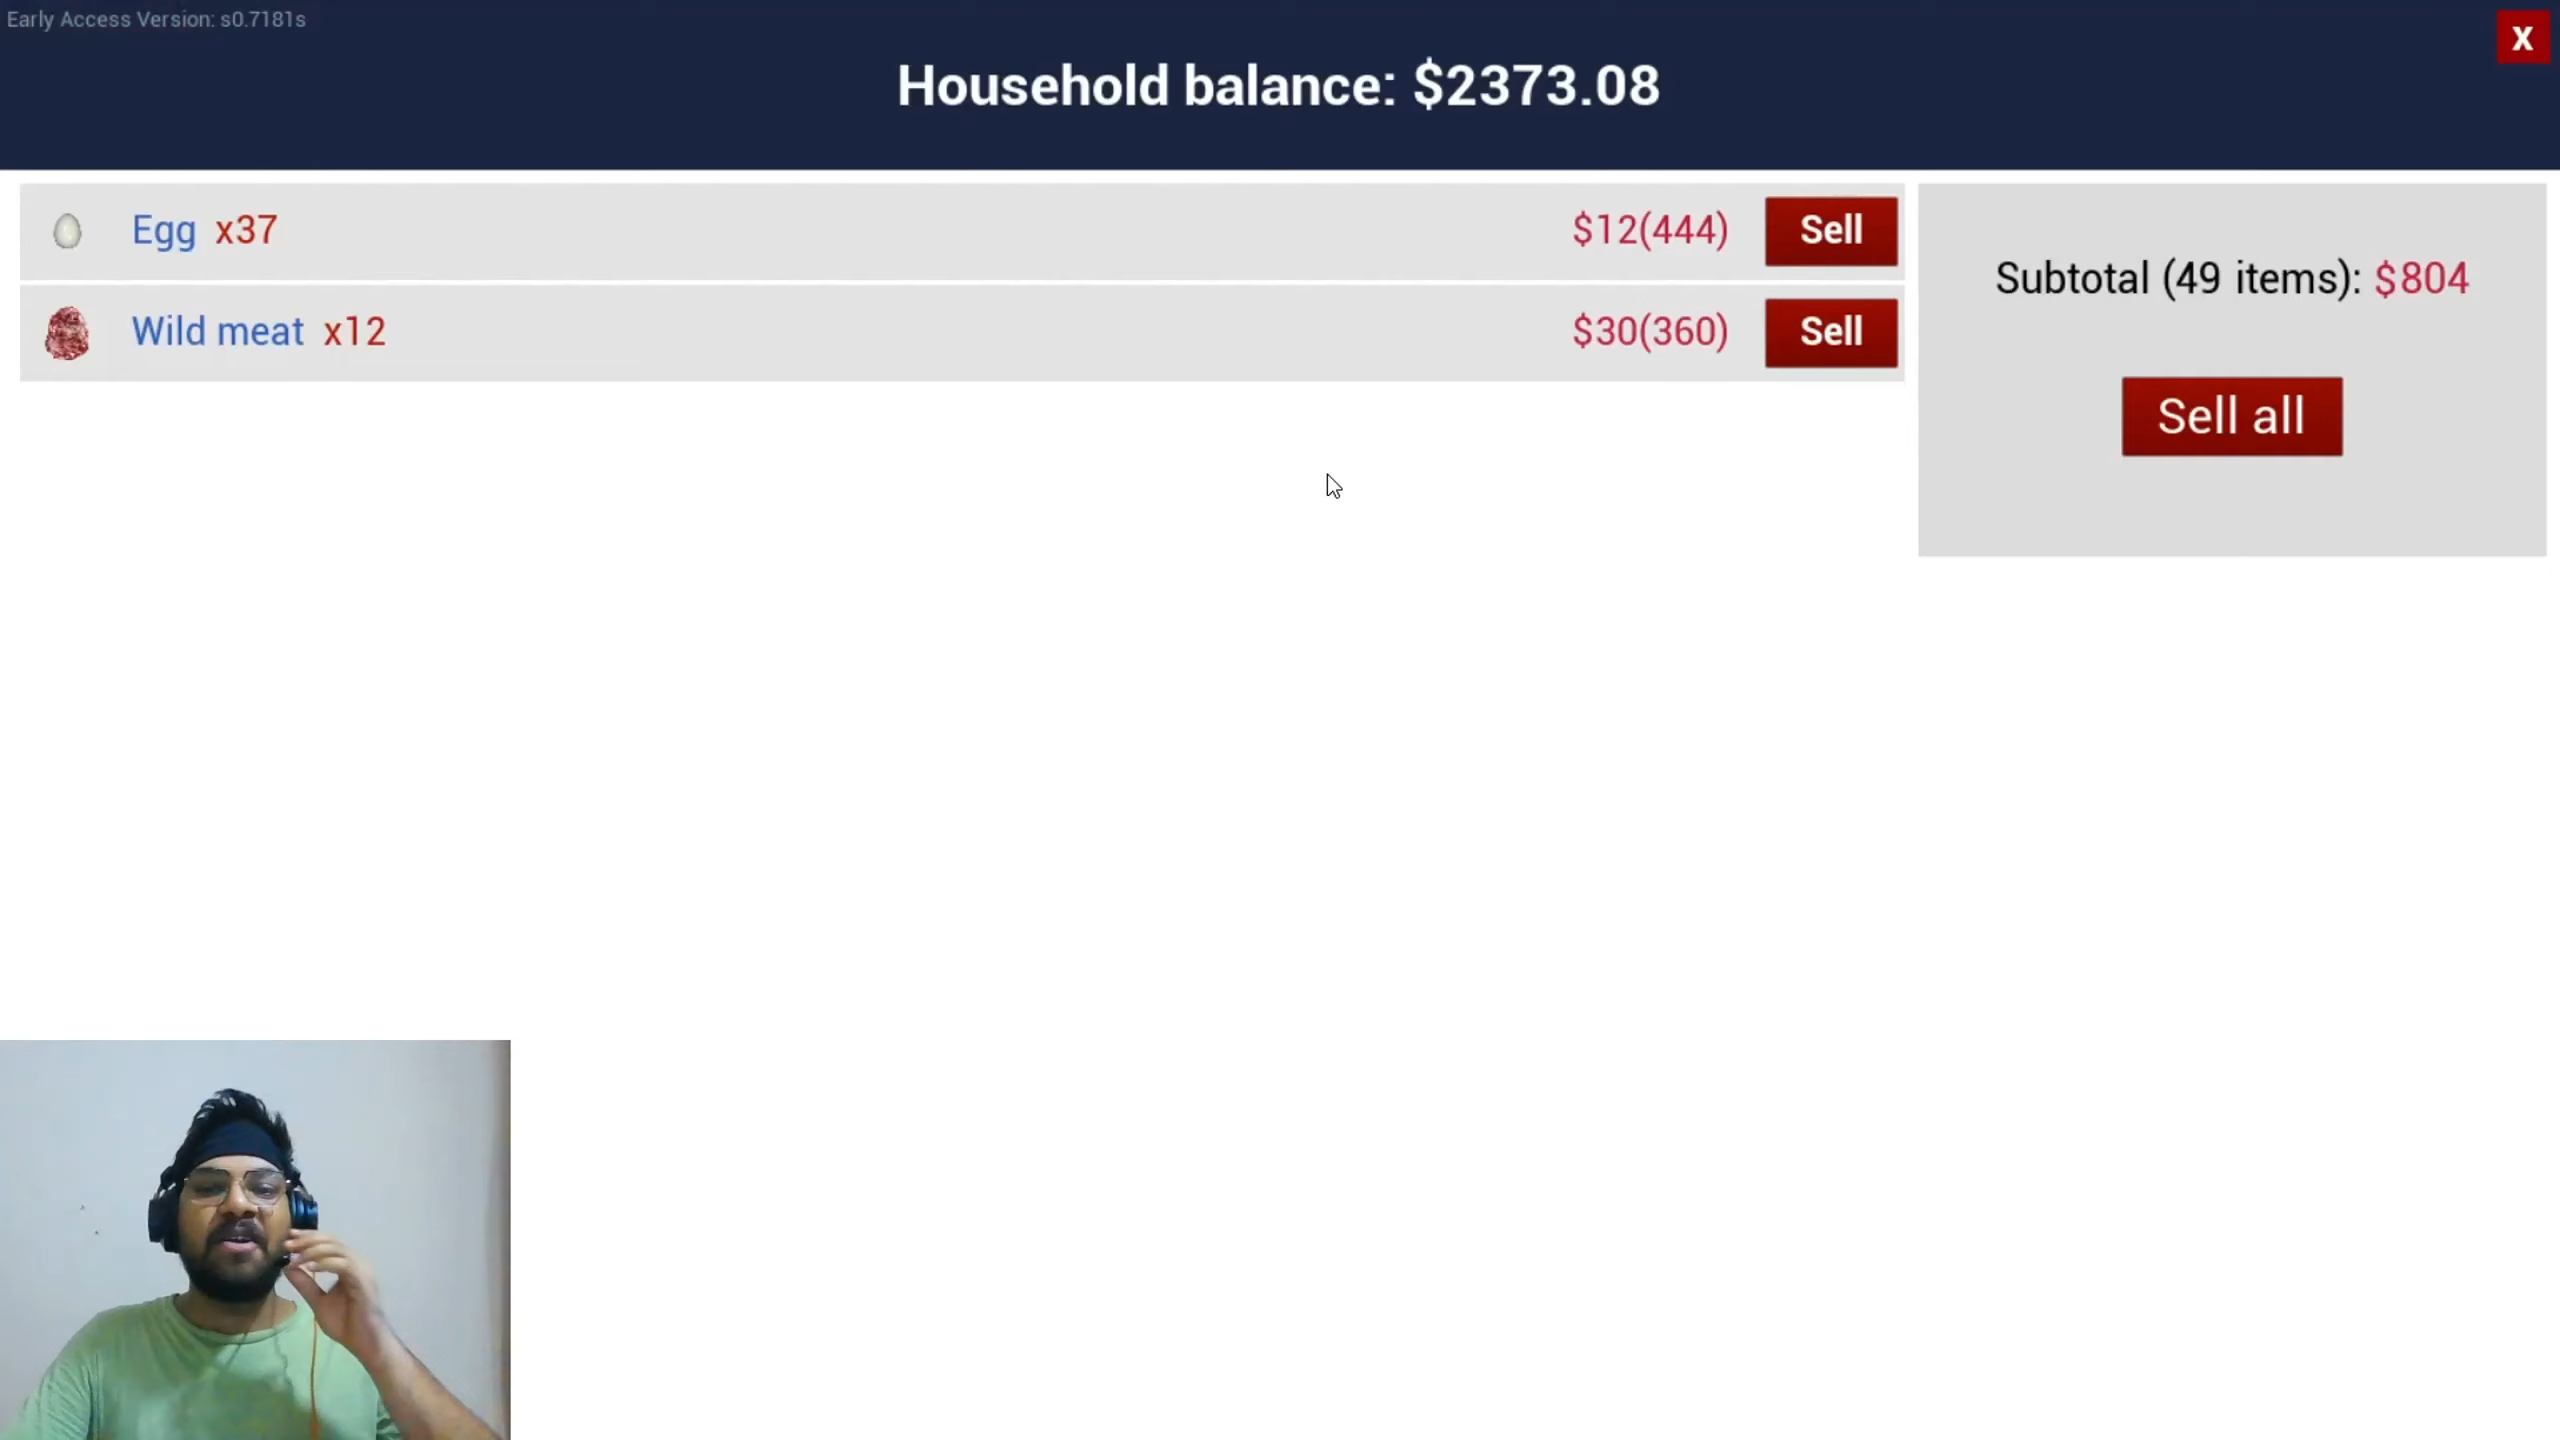 Early Access Version: s0.7181s
X
Household balance: $2373.08
Egg x37 $12(444) Sell
Wild meat x12 $30(360) Sell
Subtotal (49 items): $804
Sell all